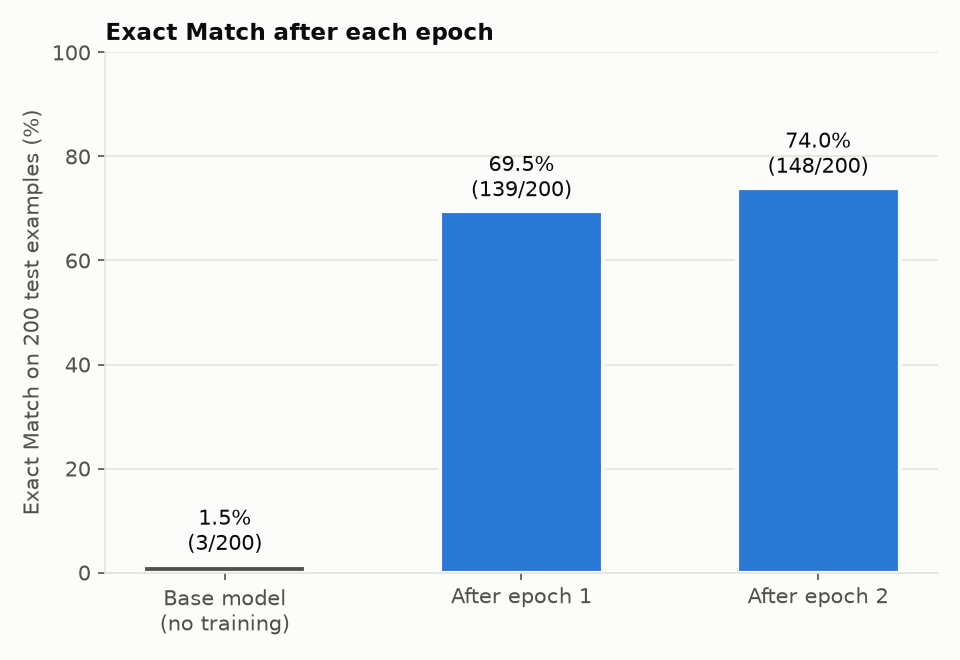 Exact Match after each epoch
Exact Match on 200 test examples (%)
100
80
60
40
20
0
1.5%
(3/200)
69.5%
(139/200)
74.0%
(148/200)
Base model
(no training)
After epoch 1
After epoch 2